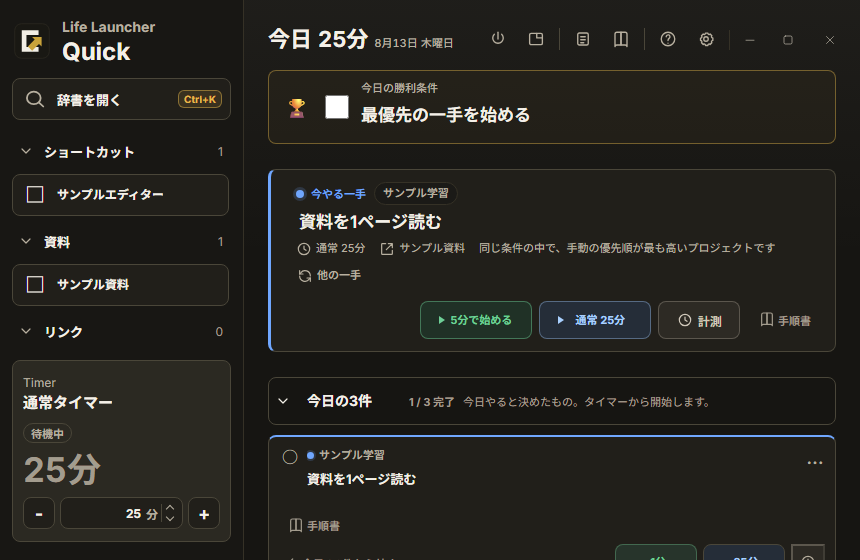 Life Launcher
Quick
辞書を開く Ctrl+K
ショートカット 1
サンプルエディター
資料 1
サンプル資料
リンク 0
Timer
通常タイマー
待機中
25分
- 25 分 +
今日 25分 8月13日 木曜日
今日の勝利条件
最優先の一手を始める
今やる一手 サンプル学習
資料を1ページ読む
通常 25分 サンプル資料 同じ条件の中で、手動の優先順が最も高いプロジェクトです
他の一手
5分で始める 通常 25分 計測 手順書
今日の3件 1 / 3 完了 今日やると決めたもの。タイマーから開始します。
サンプル学習
資料を1ページ読む
手順書